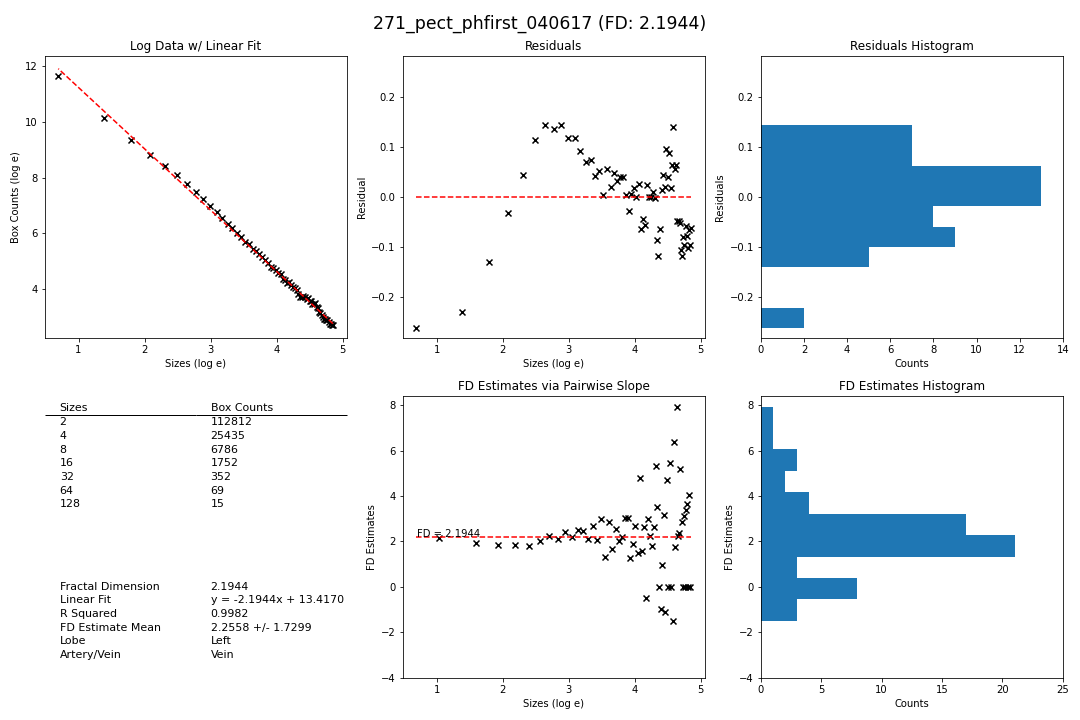 271_pect_phfirst_040617 (FD: 2.1944)
Log Data w/ Linear Fit
Box Counts (log e)
12
10
8
6
4
1 2 3 4 5
Sizes (log e)
Residuals
Residual
0.2
0.1
0.0
−0.1
−0.2
1 2 3 4 5
Sizes (log e)
Residuals Histogram
Residuals
0.2
0.1
0.0
−0.1
−0.2
0 2 4 6 8 10 12 14
Counts
Sizes Box Counts
2 112812
4 25435
8 6786
16 1752
32 352
64 69
128 15
Fractal Dimension 2.1944
Linear Fit y = -2.1944x + 13.4170
R Squared 0.9982
FD Estimate Mean 2.2558 +/- 1.7299
Lobe Left
Artery/Vein Vein
FD Estimates via Pairwise Slope
FD Estimates
8
6
4
2
0
−2
−4
FD = 2.1944
1 2 3 4 5
Sizes (log e)
FD Estimates Histogram
FD Estimates
8
6
4
2
0
−2
−4
0 5 10 15 20 25
Counts